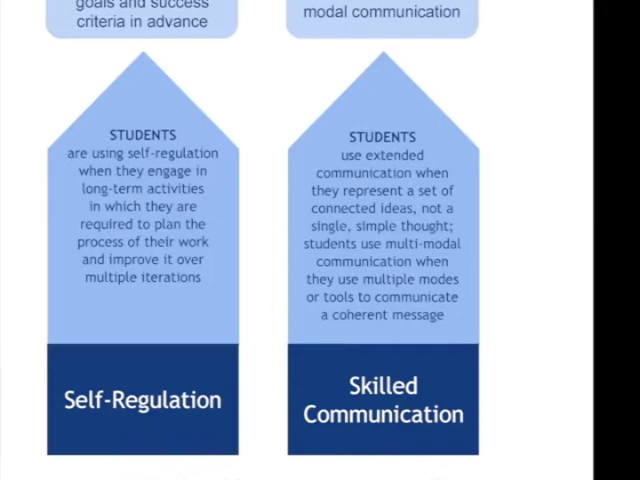 goals and success
criteria in advance
modal communication
STUDENTS
are using self-regulation
when they engage in
long-term activities
in which they are
required to plan the
process of their work
and improve it over
multiple iterations
Self-Regulation
STUDENTS
use extended
communication when
they represent a set of
connected ideas, not a
single, simple thought;
students use multi-modal
communication when
they use multiple modes
or tools to communicate
a coherent message
Skilled
Communication